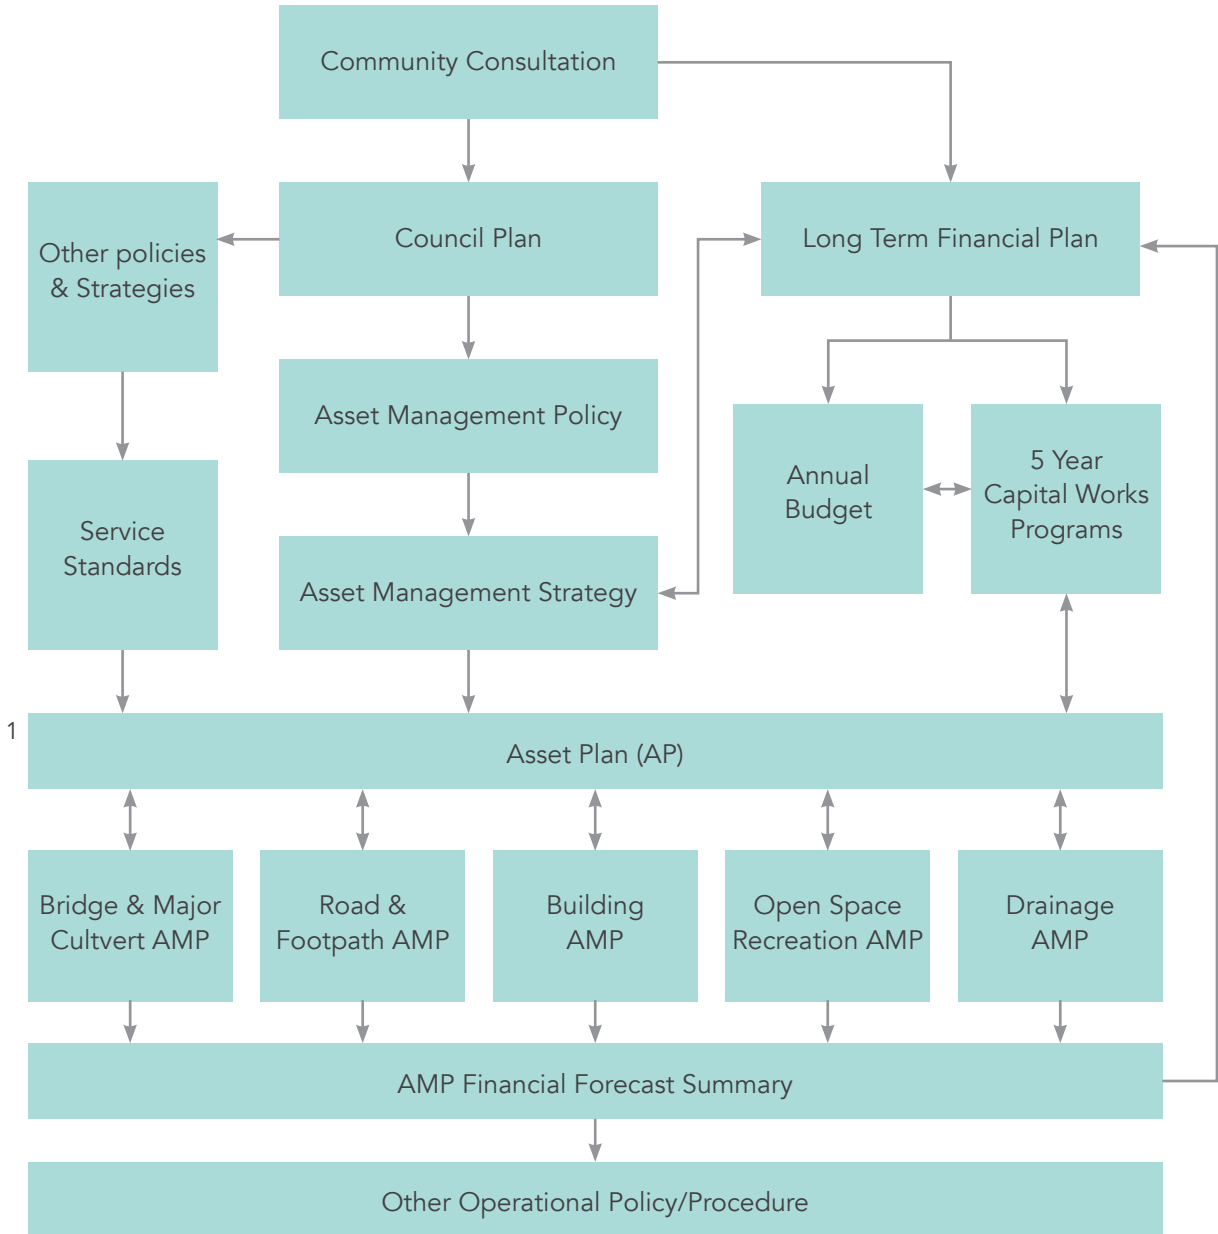 Community Consultation
Other policies
& Strategies
Council Plan
Long Term Financial Plan
Asset Management Policy
Annual
Budget
5 Year
Capital Works
Programs
Service
Standards
Asset Management Strategy
1
Asset Plan (AP)
Bridge & Major
Cultvert AMP
Road &
Footpath AMP
Building
AMP
Open Space
Recreation AMP
Drainage
AMP
AMP Financial Forecast Summary
Other Operational Policy/Procedure